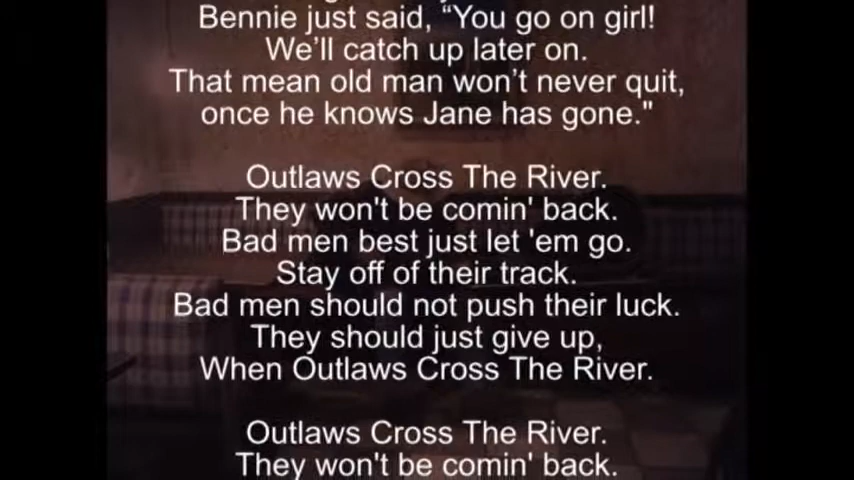 Bennie just said, “You go on girl!
We’ll catch up later on.
That mean old man won’t never quit,
once he knows Jane has gone."
Outlaws Cross The River.
They won't be comin' back.
Bad men best just let 'em go.
Stay off of their track.
Bad men should not push their luck.
They should just give up,
When Outlaws Cross The River.
Outlaws Cross The River.
They won't be comin' back.